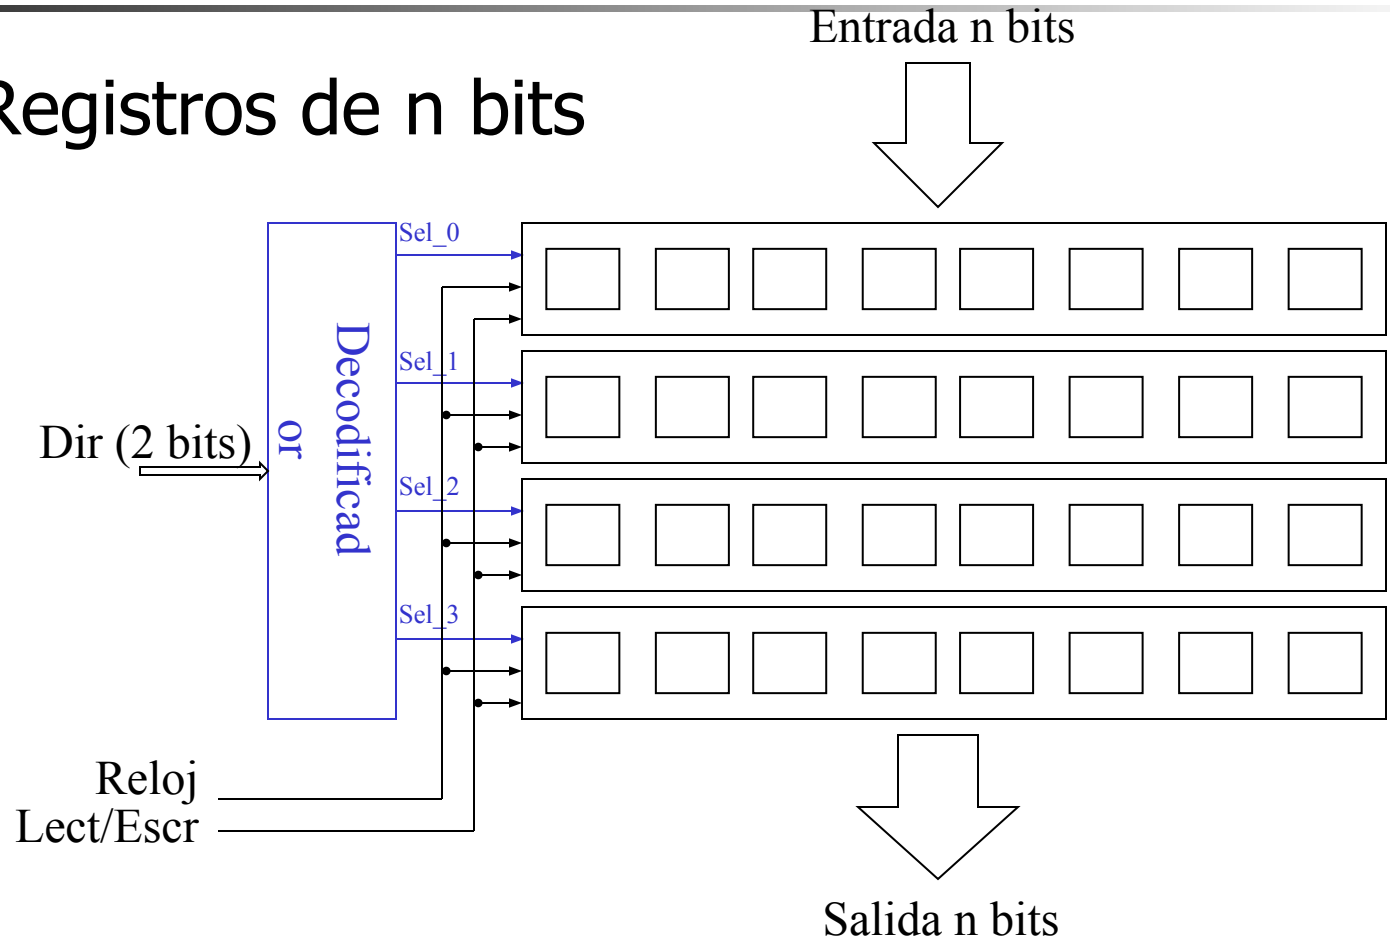 Entrada n bits
Registros de n bits
Sel_0
Sel_1
Decodificad
or
Dir (2 bits)
Sel_2
Sel_3
Reloj
Lect/Escr
Salida n bits